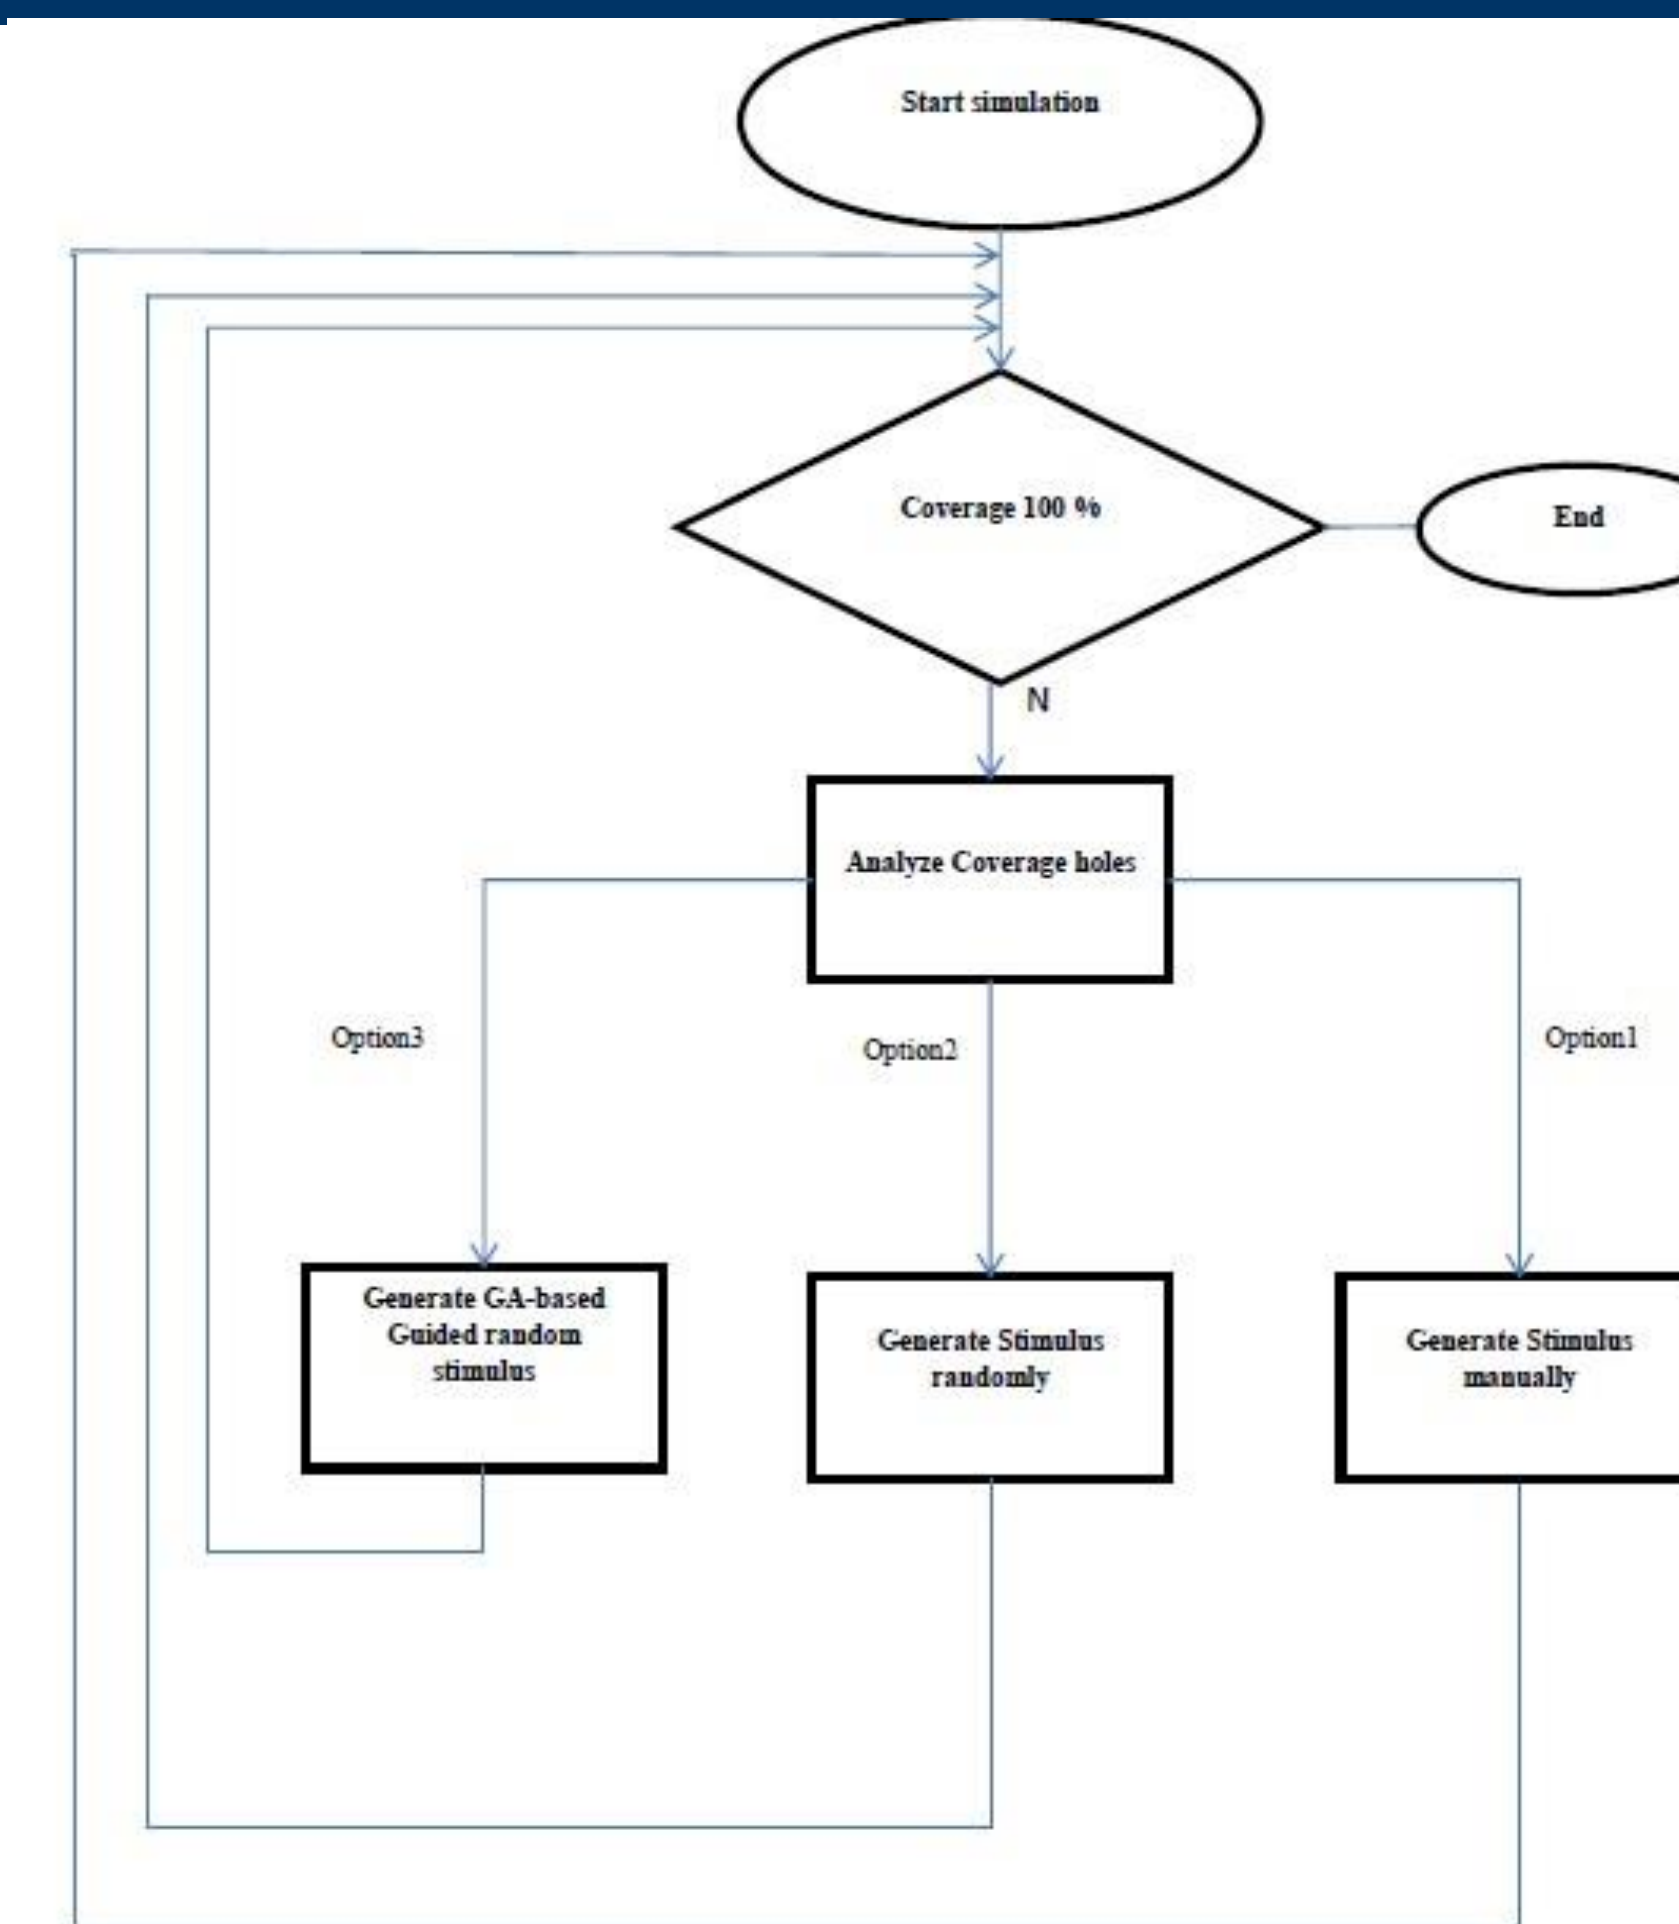 Start simulation
Coverage 100 %
End
N
Analyze Coverage holes
Option3
Option2
Option1
Generate GA-based
Guided random
stimulus
Generate Stimulus
randomly
Generate Stimulus
manually